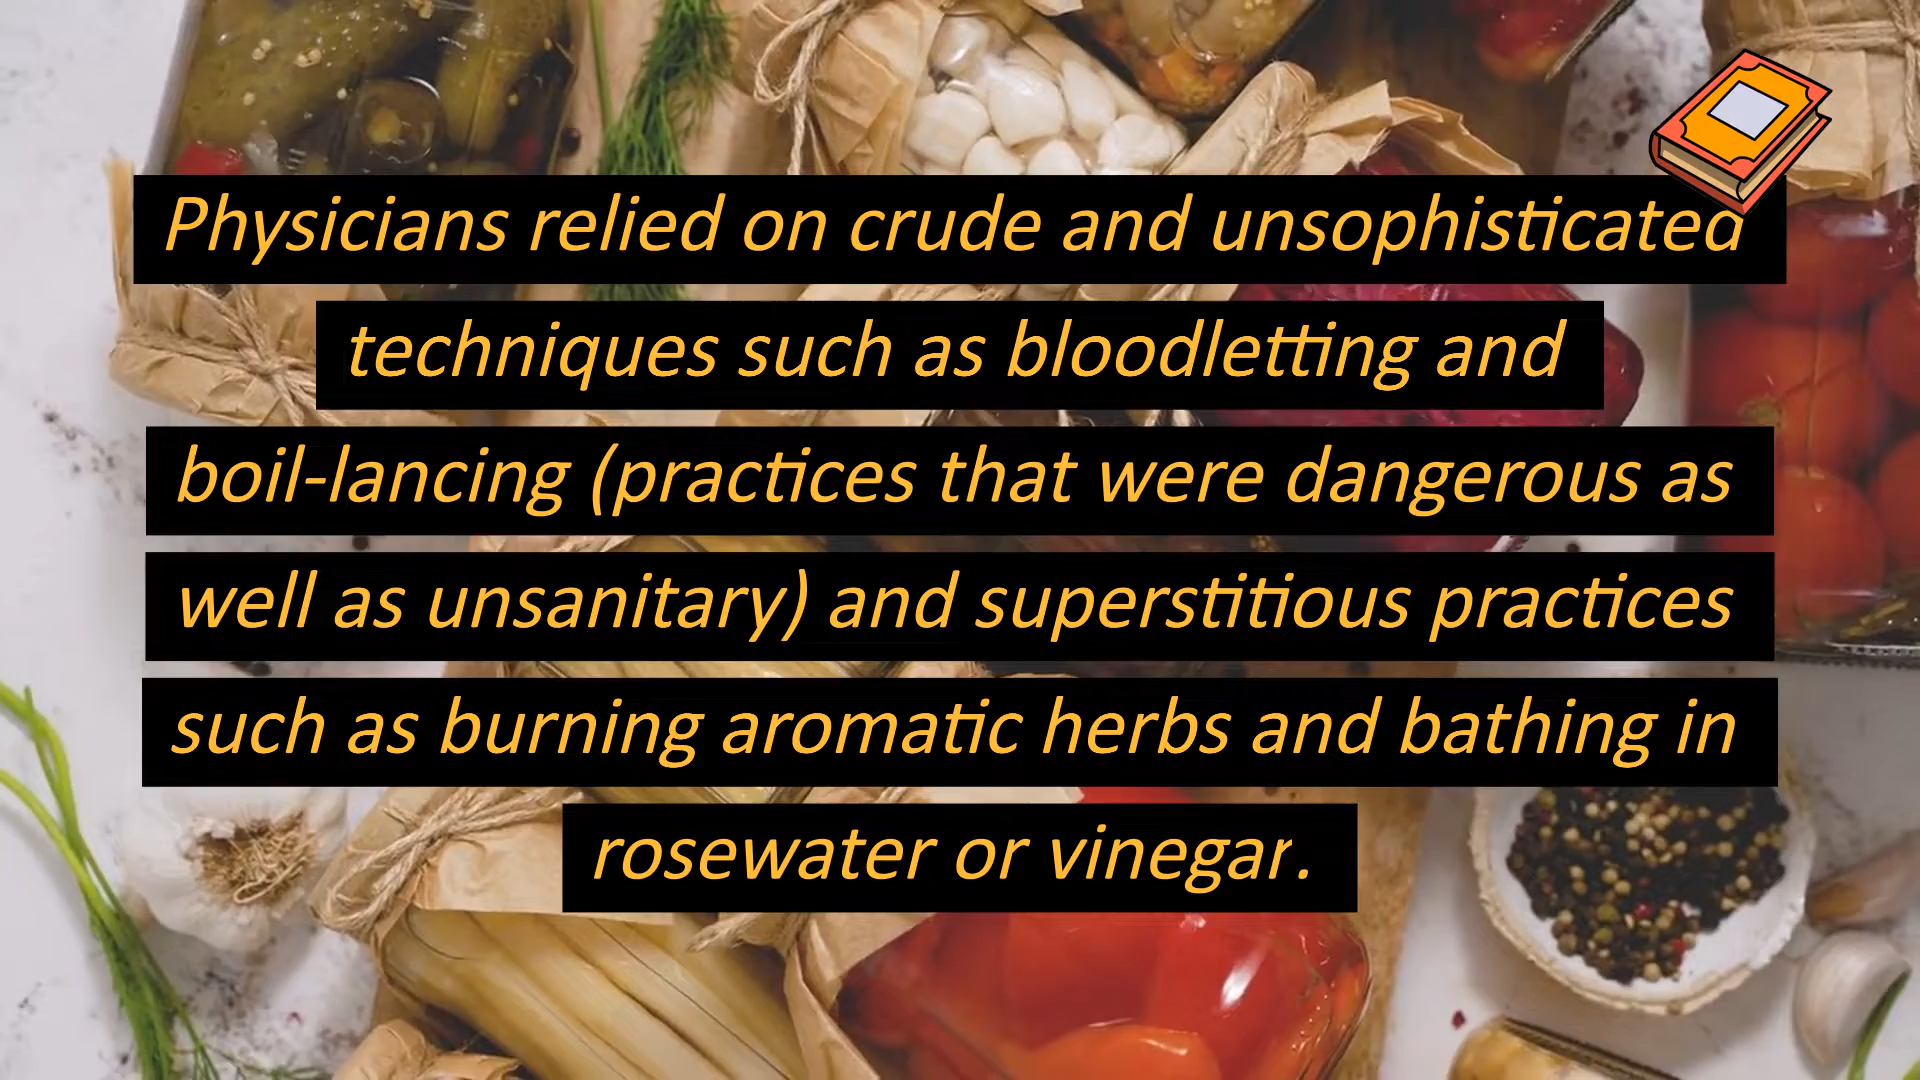 Physicians relied on crude and unsophisticated
techniques such as bloodletting and
boil-lancing (practices that were dangerous as
well as unsanitary) and superstitious practices
such as burning aromatic herbs and bathing in
rosewater or vinegar.